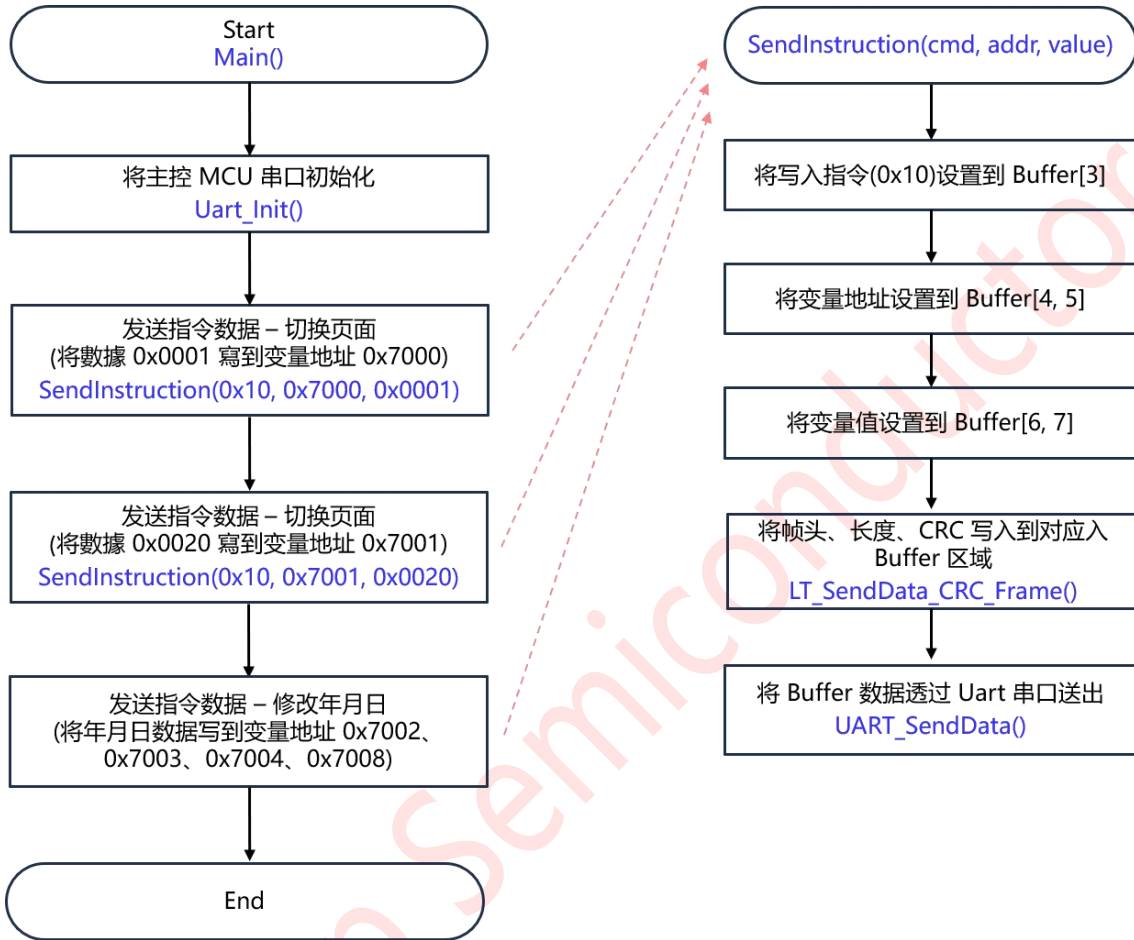 Start
Main()
将主控 MCU 串口初始化
Uart_Init()
发送指令数据 – 切换页面
(将數據 0x0001 寫到变量地址 0x7000)
SendInstruction(0x10, 0x7000, 0x0001)
发送指令数据 – 切换页面
(将數據 0x0020 寫到变量地址 0x7001)
SendInstruction(0x10, 0x7001, 0x0020)
发送指令数据 – 修改年月日
(将年月日数据写到变量地址 0x7002、
0x7003、0x7004、0x7008)
End
SendInstruction(cmd, addr, value)
将写入指令(0x10)设置到 Buffer[3]
将变量地址设置到 Buffer[4, 5]
将变量值设置到 Buffer[6, 7]
将帧头、长度、CRC 写入到对应入
Buffer 区域
LT_SendData_CRC_Frame()
将 Buffer 数据透过 Uart 串口送出
UART_SendData()
Semiconductor